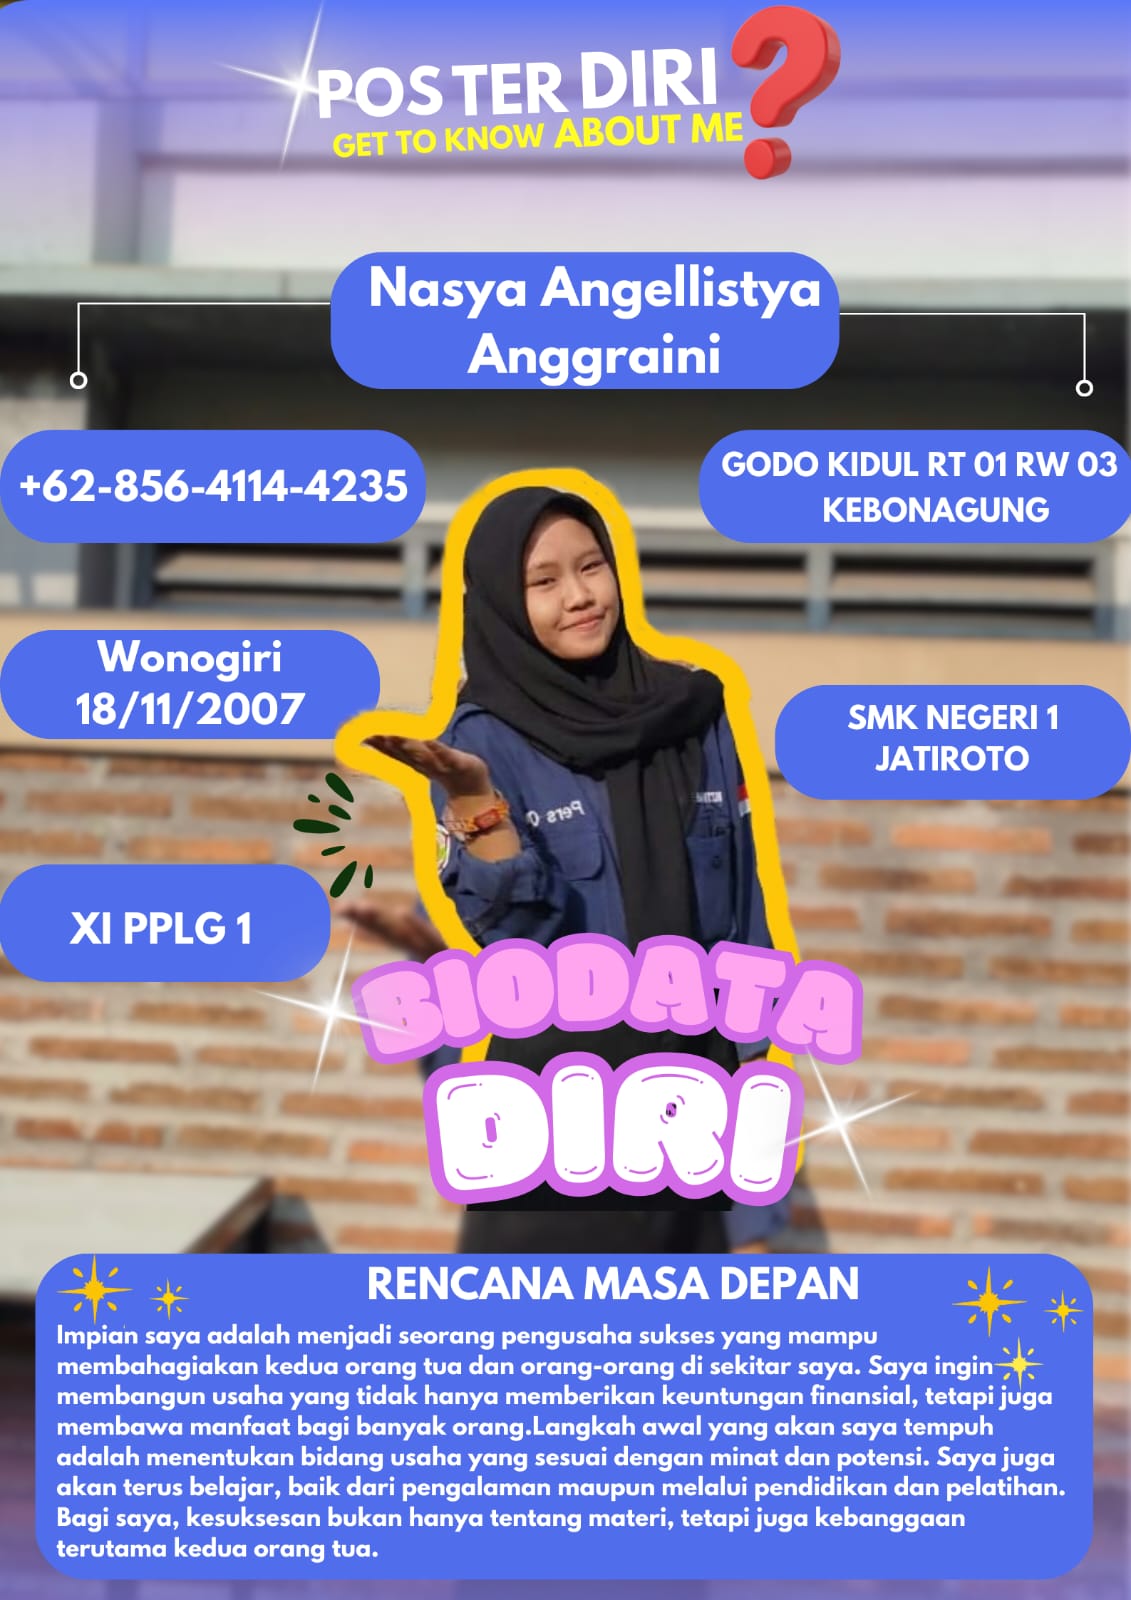 POSTER DIRI
GET TO KNOW ABOUT ME
Nasya Angellistya
Anggraini
+62-856-4114-4235
GODO KIDUL RT 01 RW 03
KEBONAGUNG
Wonogiri
18/11/2007
SMK NEGERI 1
JATIROTO
Pers
XI PPLG 1
BIODATA
DIRI
RENCANA MASA DEPAN
Impian saya adalah menjadi seorang pengusaha sukses yang mampu
membahagiakan kedua orang tua dan orang-orang di sekitar saya. Saya ingin
membangun usaha yang tidak hanya memberikan keuntungan finansial, tetapi juga
membawa manfaat bagi banyak orang.Langkah awal yang akan saya tempuh
adalah menentukan bidang usaha yang sesuai dengan minat dan potensi. Saya juga
akan terus belajar, baik dari pengalaman maupun melalui pendidikan dan pelatihan.
Bagi saya, kesuksesan bukan hanya tentang materi, tetapi juga kebanggaan
terutama kedua orang tua.